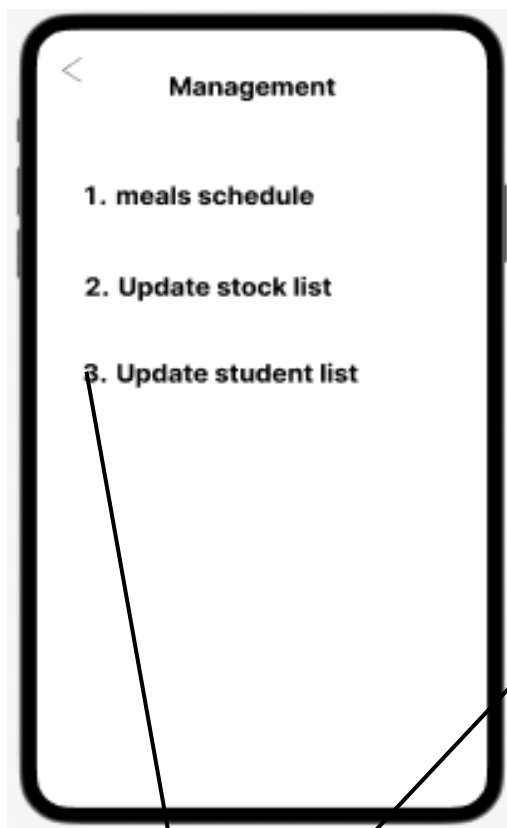 Management
1. meals schedule
2. Update stock list
3. Update student list